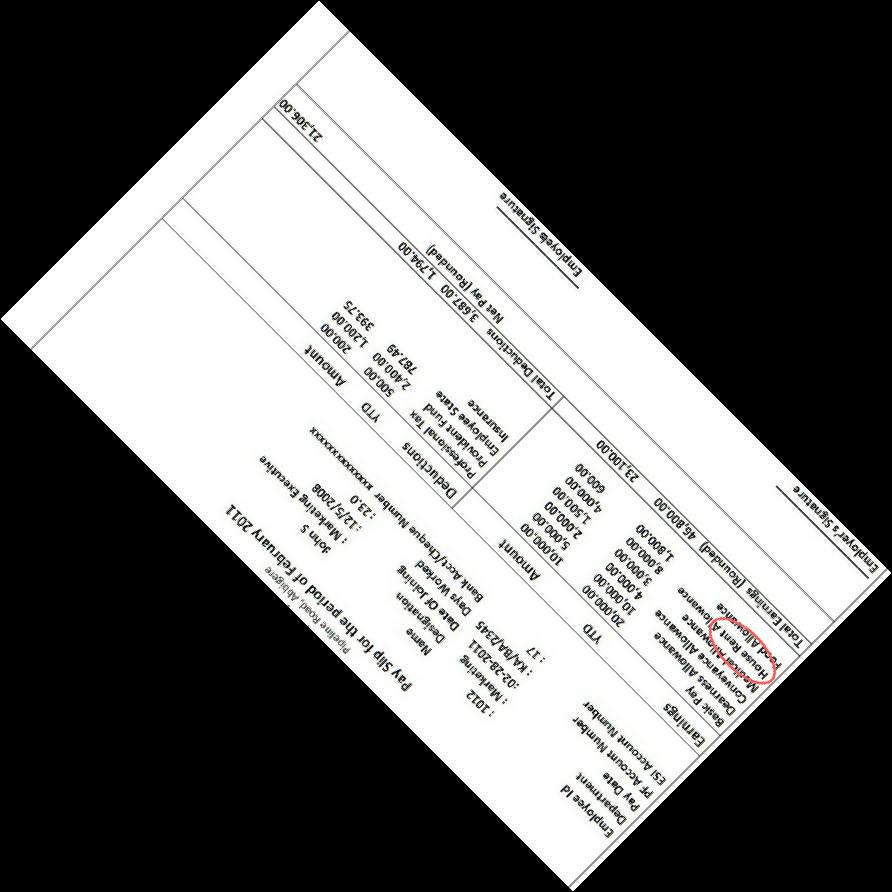 Pipeline Road, Abbigere
Pay Slip for the period of February 2011
Employee Id : 1012 Name John S
Department : Marketing Designation : Marketing Executive
Pay Date :02-28-2011 Date Of Joining :12/5/2008
PF Account Number : KA/BA/2345 Days Worked : 23.0
ESI Account Number : 17 Bank Acct/Cheque Number xxxxxxxxxxxxxxx
Earnings YTD Amount Deductions YTD Amount
Basic Pay 20,000.00 10,000.00 Professional Tax 500.00 200.00
Dearness Allowance 10,000.00 5,000.00 Provident Fund 2,400.00 1,200.00
Conveyance Allowance 4,000.00 2,000.00 Employee State 787.49 393.75
Medical Allowance 3,000.00 1,500.00 Insurance
House Rent Allowance 8,000.00 4,000.00
Food Allowance 1,800.00 600.00
Total Earnings (Rounded) 46,800.00 23,100.00 Total Deductions 3,687.00 1,794.00
Net Pay (Rounded) 21,306.00
Employer's Signature Employee's Signature